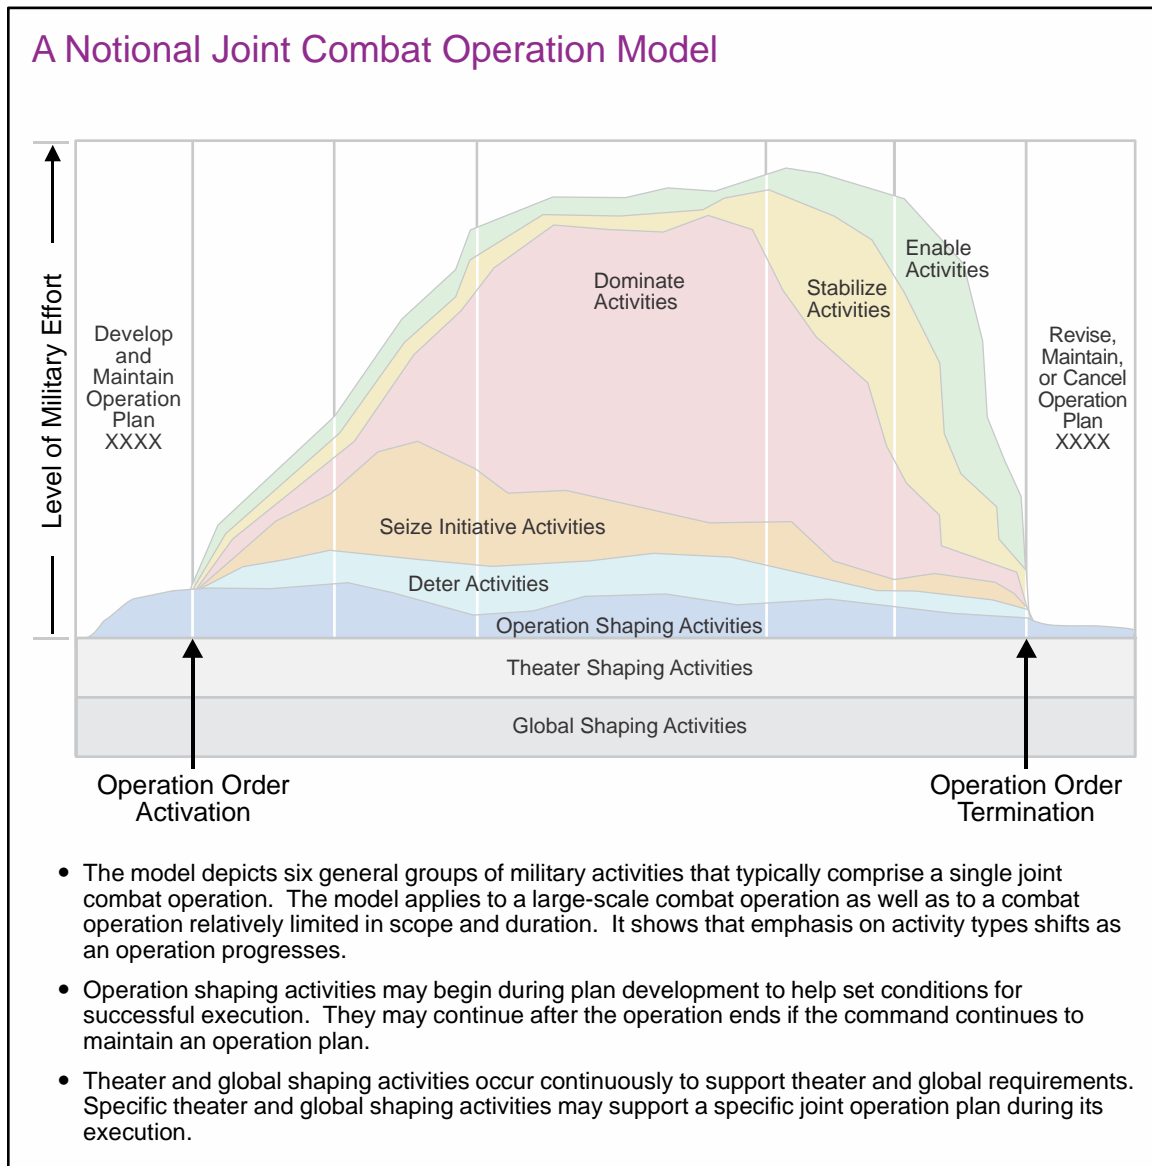 A Notional Joint Combat Operation Model
Level of Military Effort
Develop
and
Maintain
Operation
Plan
XXXX
Dominate
Activities
Stabilize
Activities
Enable
Activities
Revise,
Maintain,
or Cancel
Operation
Plan
XXXX
Seize Initiative Activities
Deter Activities
Operation Shaping Activities
Theater Shaping Activities
Global Shaping Activities
Operation Order
Activation
Operation Order
Termination
• The model depicts six general groups of military activities that typically comprise a single joint
combat operation. The model applies to a large-scale combat operation as well as to a combat
operation relatively limited in scope and duration. It shows that emphasis on activity types shifts as
an operation progresses.
• Operation shaping activities may begin during plan development to help set conditions for
successful execution. They may continue after the operation ends if the command continues to
maintain an operation plan.
• Theater and global shaping activities occur continuously to support theater and global requirements.
Specific theater and global shaping activities may support a specific joint operation plan during its
execution.